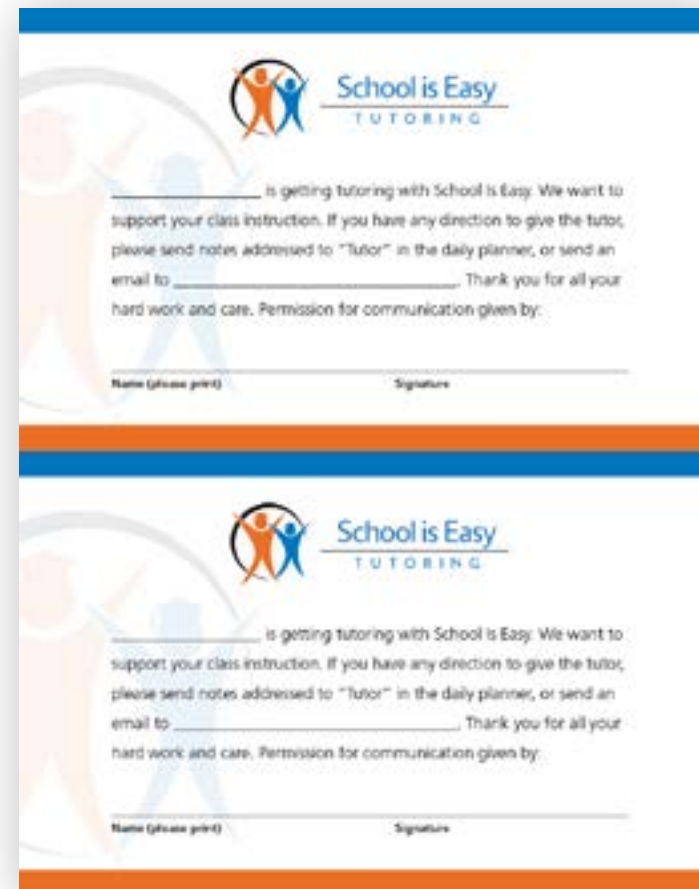 School is Easy
TUTORING
____________________ is getting tutoring with School Is Easy. We want to
support your class instruction. If you have any direction to give the tutor,
please send notes addressed to "Tutor" in the daily planner, or send an
email to ______________________________________. Thank you for all your
hard work and care. Permission for communication given by:
Name (please print) Signature
School is Easy
TUTORING
____________________ is getting tutoring with School Is Easy. We want to
support your class instruction. If you have any direction to give the tutor,
please send notes addressed to "Tutor" in the daily planner, or send an
email to ______________________________________. Thank you for all your
hard work and care. Permission for communication given by:
Name (please print) Signature